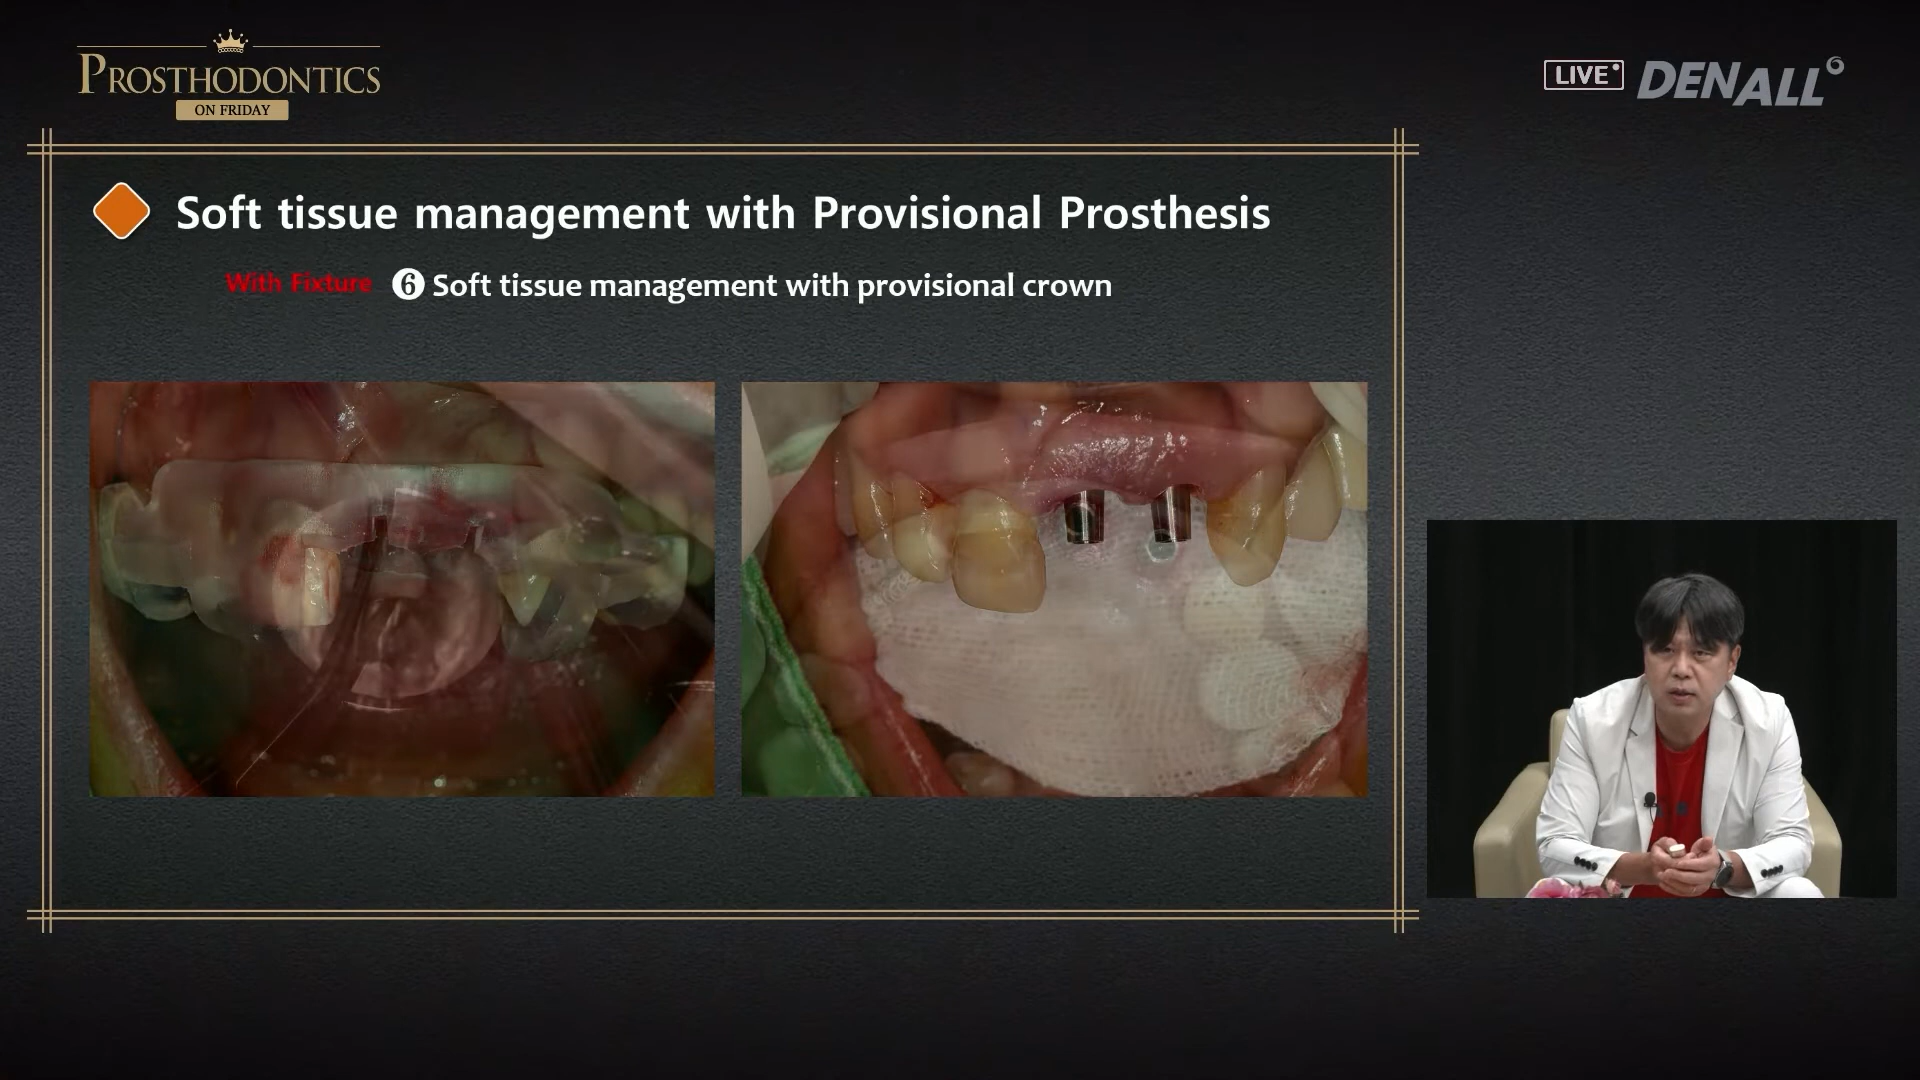 PROSTHODONTICS
ON FRIDAY
LIVE
DENALL
Soft tissue management with Provisional Prosthesis
With Fixture ❻ Soft tissue management with provisional crown